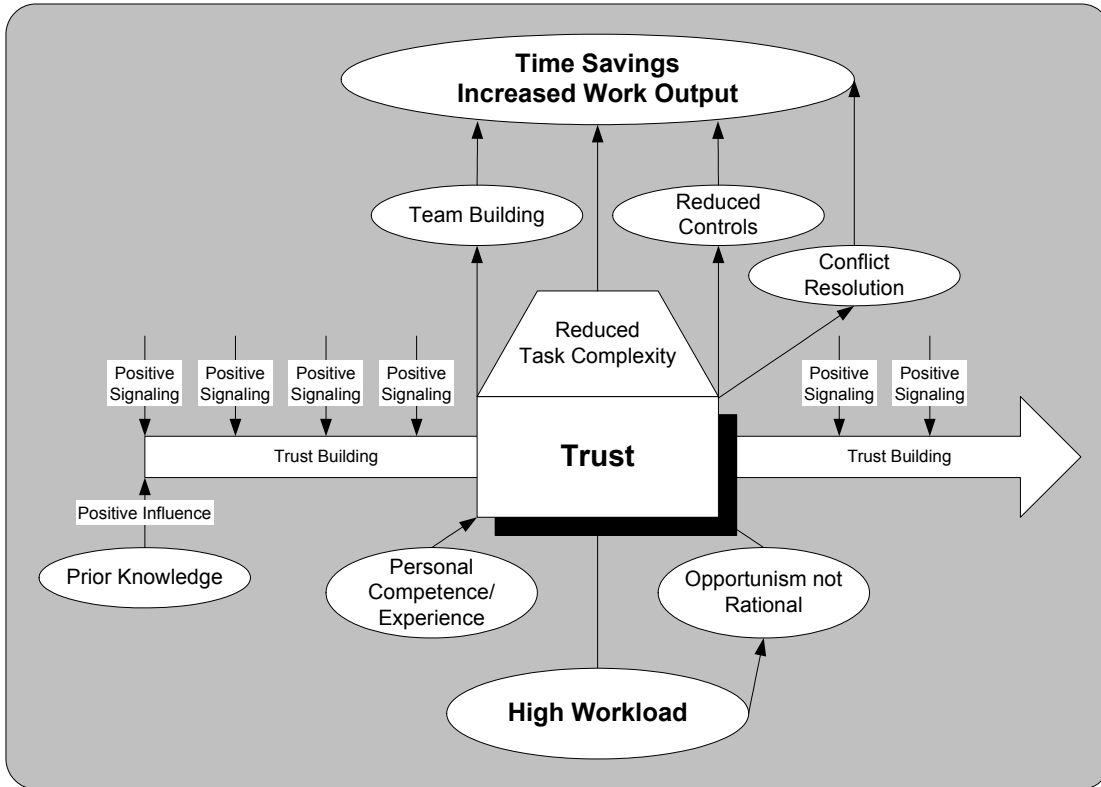 Time Savings
Increased Work Output
Team Building
Reduced
Controls
Conflict
Resolution
Reduced
Task Complexity
Positive
Signaling
Positive
Signaling
Positive
Signaling
Positive
Signaling
Positive
Signaling
Positive
Signaling
Trust Building
Trust
Trust Building
Positive Influence
Prior Knowledge
Personal
Competence/
Experience
Opportunism not
Rational
High Workload